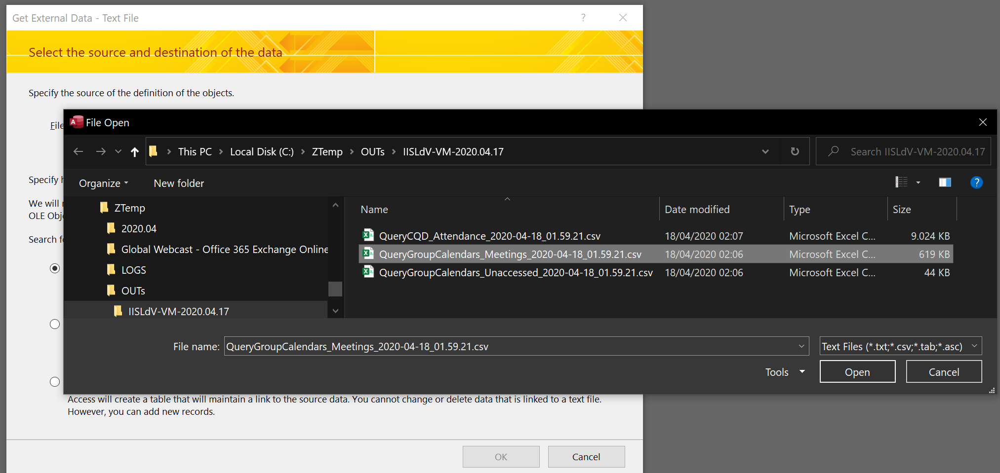 Get External Data - Text File
?
Select the source and destination of the data
Specify the source of the definition of the objects.
File
A File Open
This PC > Local Disk (C:) > ZTemp > OUTs > IISLdV-VM-2020.04.17
Search IISLdV-VM-2020.04.17
Specify
Organize
New folder
?
We will
OLE
Search
ZTemp
2020.04
Global Webcast - Office 365 Exchange Online
LOGS
OUTs
IISLdV-VM-2020.04.17
Name Date modified Type Size
QueryCQD_Attendance_2020-04-18_01.59.21.csv 18/04/2020 02:07 Microsoft Excel C... 9.024 KB
QueryGroupCalendars_Meetings_2020-04-18_01.59.21.csv 18/04/2020 02:06 Microsoft Excel C... 619 KB
QueryGroupCalendars_Unaccessed_2020-04-18_01.59.21.csv 18/04/2020 02:06 Microsoft Excel C... 44 KB
File name: QueryGroupCalendars_Meetings_2020-04-18_01.59.21.csv
Text Files (*.txt;*.csv;*.tab;*.asc)
Tools
Open
Cancel
Access will create a table that will maintain a link to the source data. You cannot change or delete data that is linked to a text file.
However, you can add new records.
OK
Cancel